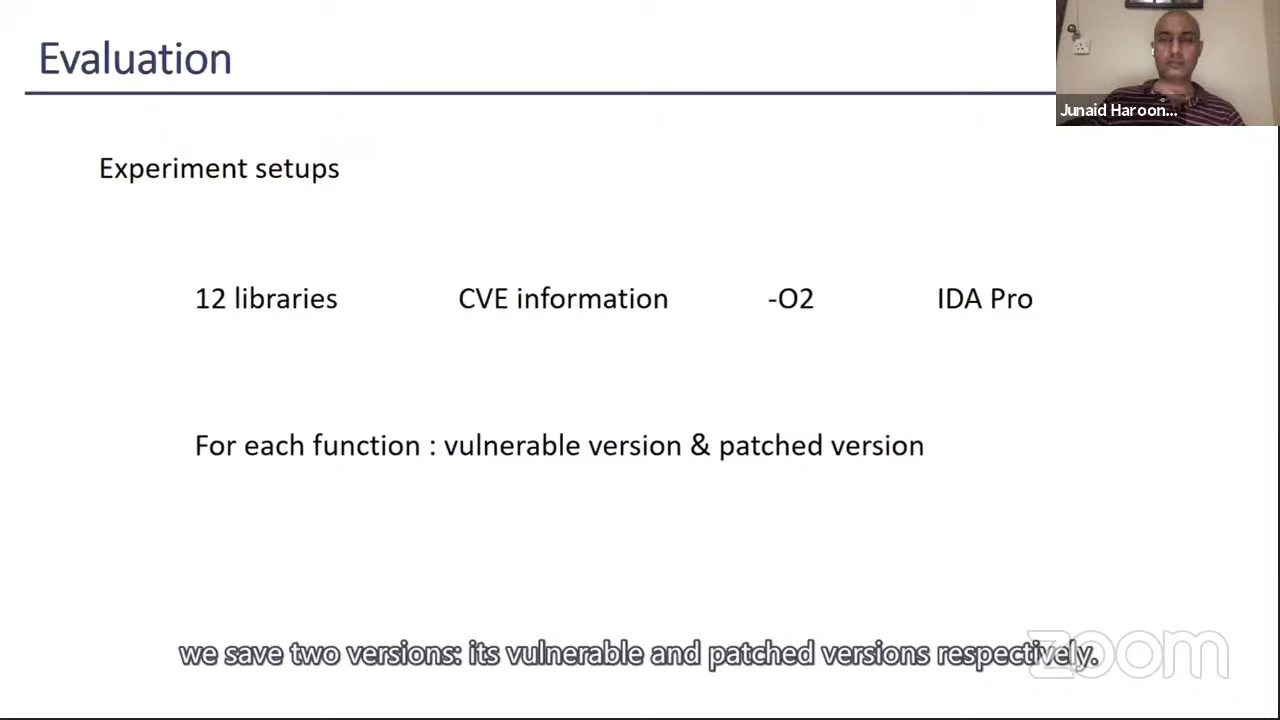 Evaluation
Junaid Haroon...
Experiment setups
12 libraries CVE information -O2 IDA Pro
For each function : vulnerable version & patched version
we save two versions: its vulnerable and patched versions respectively.
zoom